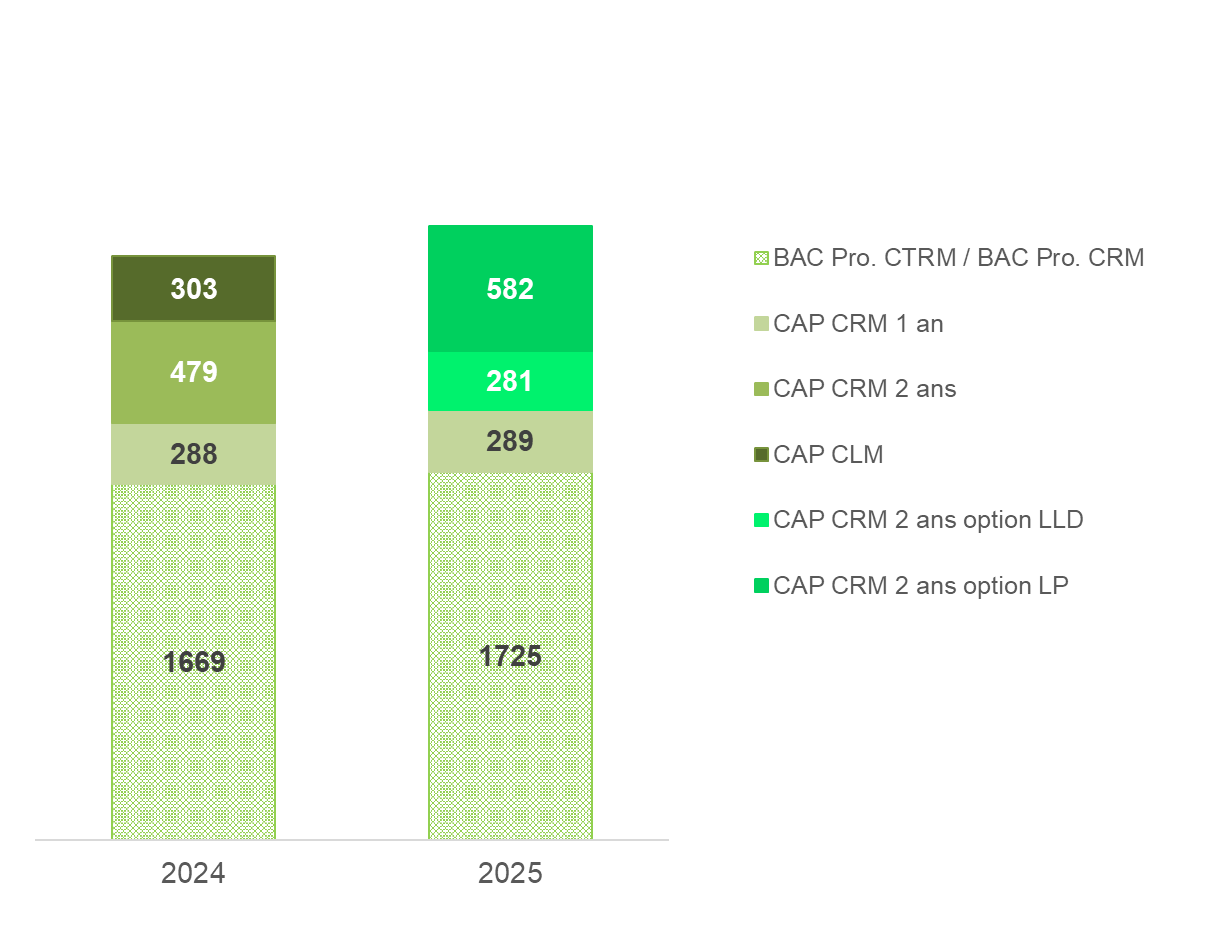 303
479
288
1669
2024
582
281
289
1725
2025
BAC Pro. CTRM / BAC Pro. CRM
CAP CRM 1 an
CAP CRM 2 ans
CAP CLM
CAP CRM 2 ans option LLD
CAP CRM 2 ans option LP